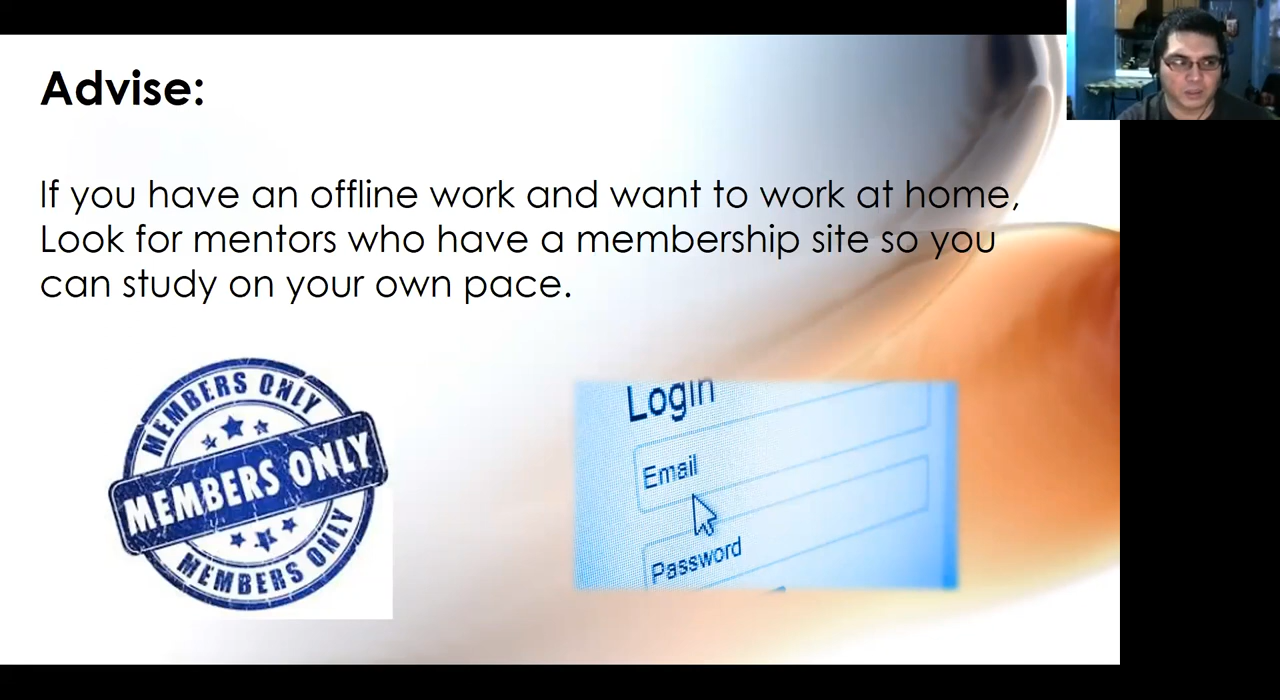 Advise:
If you have an offline work and want to work at home,
Look for mentors who have a membership site so you
can study on your own pace.
MEMBERS ONLY
MEMBERS ONLY
MEMBERS ONLY
Login
Email
Password